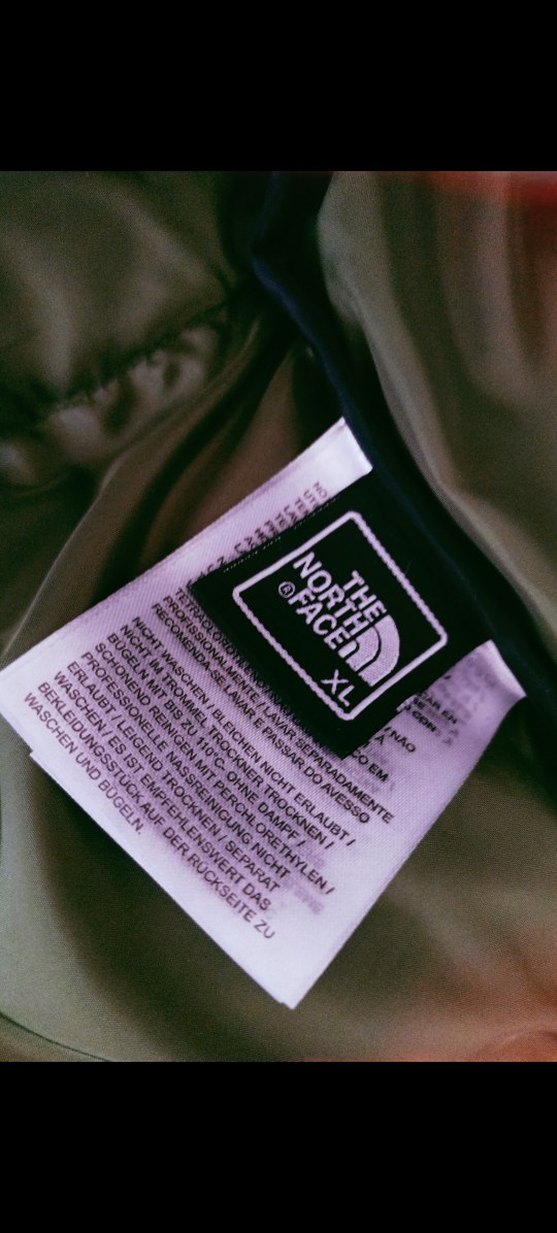 THE
NORTH
FACE
®
XL
PROFESSIONALMENTE / LAVAR SEPARADAMENTE
RECOMENDA-SE LAVAR E PASSAR DO AVESSO
NICHT WASCHEN / BLEICHEN NICHT ERLAUBT /
NICHT IM TROMMEL TROCKNER TROCKNEN /
BÜGELN MIT BIS ZU 110°C· OHNE DAMPF /
SCHONEND REINIGEN MIT PERCHLORETHYLEN /
PROFESSIONELLE NASSREINIGUNG NICHT
ERLAUBT / LIEGEND TROCKNEN / SEPARAT
WASCHEN / ES IST EMPFEHLENSWERT DAS
BEKLEIDUNGSSTÜCK AUF DER RÜCKSEITE ZU
WASCHEN UND BÜGELN.